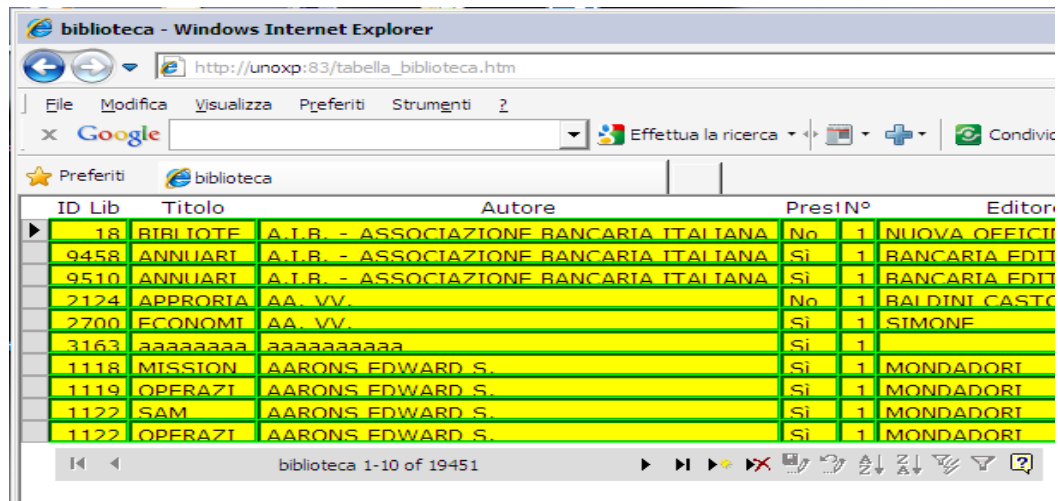 biblioteca - Windows Internet Explorer
http://unoxp:83/tabella_biblioteca.htm
File Modifica Visualizza Preferiti Strumenti ?
x Google Effettua la ricerca Condivid
Preferiti biblioteca
ID Lib Titolo Autore Prest N° Editore
18 BIBLIOTE A.I.B. - ASSOCIAZIONE BANCARIA ITALIANA No 1 NUOVA OFFICIN
9458 ANNUARI A.I.B. - ASSOCIAZIONE BANCARIA ITALIANA Sì 1 BANCARIA EDIT
9510 ANNUARI A.I.B. - ASSOCIAZIONE BANCARIA ITALIANA Sì 1 BANCARIA EDIT
2124 APPRORIA AA. VV. No 1 BALDINI CASTO
2700 ECONOMI AA. VV. Sì 1 SIMONE
3163 aaaaaaaa aaaaaaaaaa Sì 1
1118 MISSION AARONS EDWARD S. Sì 1 MONDADORI
1119 OPERAZI AARONS EDWARD S. Sì 1 MONDADORI
1122 SAM AARONS EDWARD S. Sì 1 MONDADORI
1122 OPERAZI AARONS EDWARD S. Sì 1 MONDADORI
biblioteca 1-10 of 19451